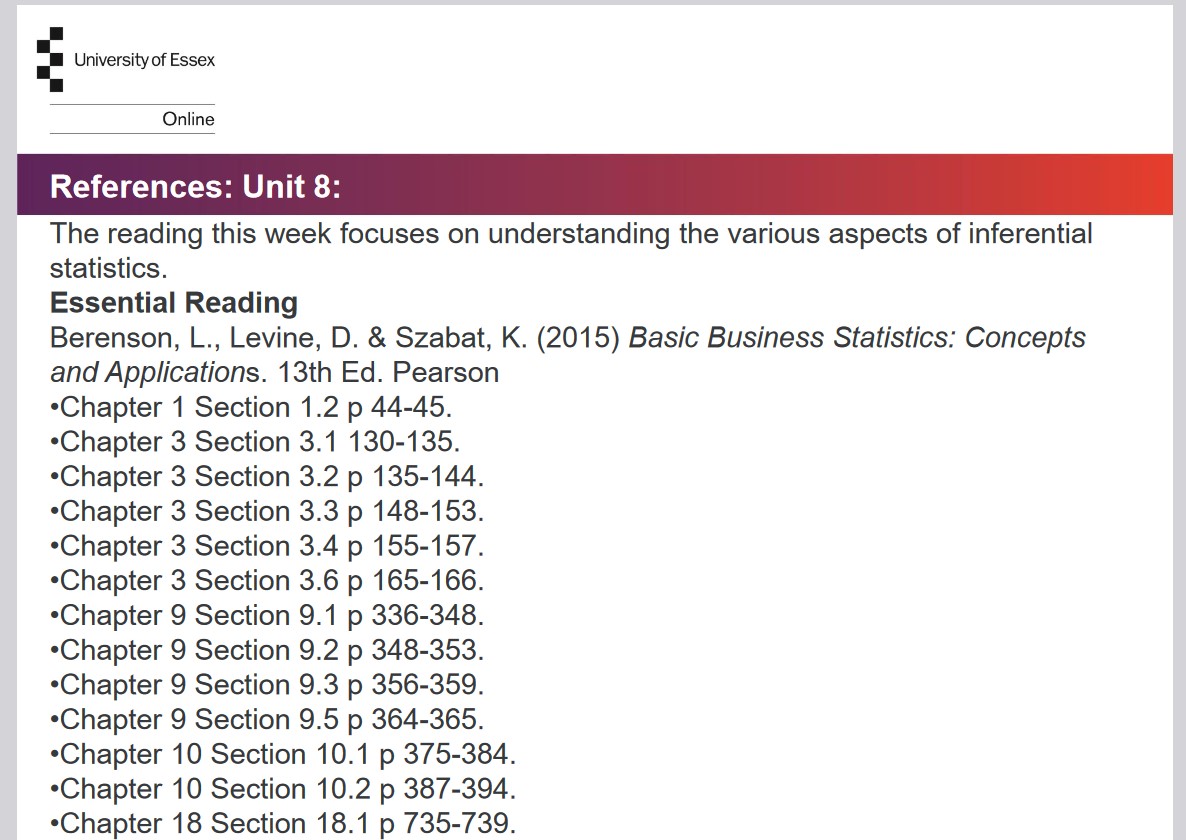 University of Essex
Online
References: Unit 8:
The reading this week focuses on understanding the various aspects of inferential
statistics.
Essential Reading
Berenson, L., Levine, D. & Szabat, K. (2015) Basic Business Statistics: Concepts
and Applications. 13th Ed. Pearson
•Chapter 1 Section 1.2 p 44-45.
•Chapter 3 Section 3.1 130-135.
•Chapter 3 Section 3.2 p 135-144.
•Chapter 3 Section 3.3 p 148-153.
•Chapter 3 Section 3.4 p 155-157.
•Chapter 3 Section 3.6 p 165-166.
•Chapter 9 Section 9.1 p 336-348.
•Chapter 9 Section 9.2 p 348-353.
•Chapter 9 Section 9.3 p 356-359.
•Chapter 9 Section 9.5 p 364-365.
•Chapter 10 Section 10.1 p 375-384.
•Chapter 10 Section 10.2 p 387-394.
•Chapter 18 Section 18.1 p 735-739.